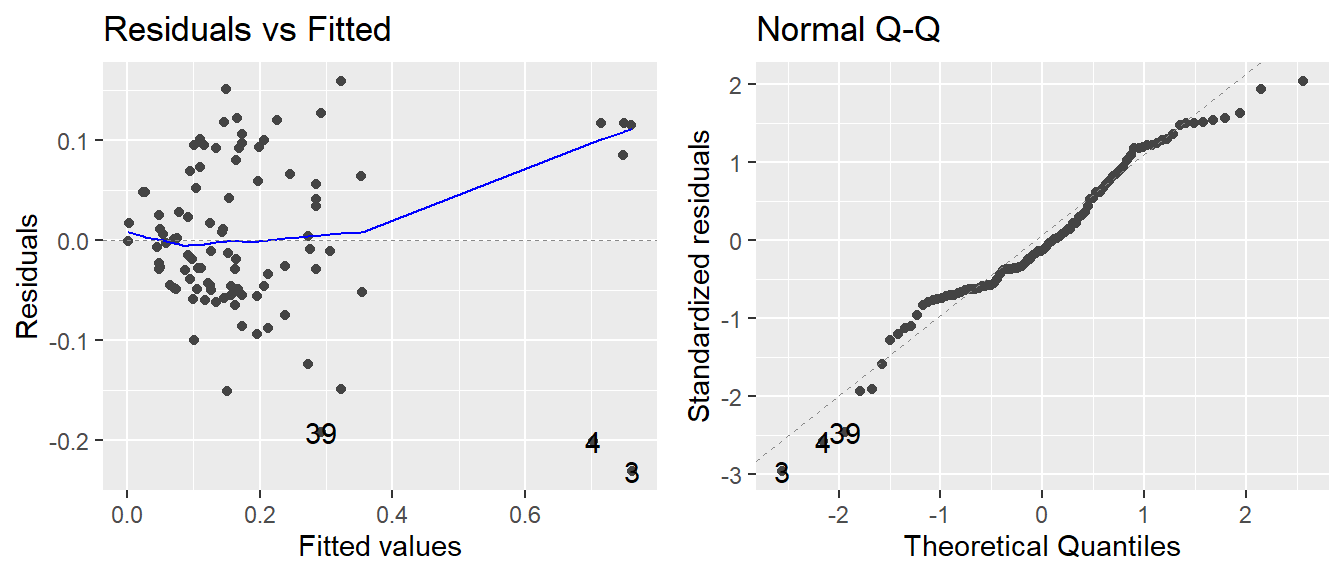 Residuals vs Fitted
0.1
0.0
-0.1
-0.2
Residuals
39
4
3
0.0 0.2 0.4 0.6
Fitted values
Normal Q-Q
2
1
0
-1
-2
-3
Standardized residuals
39
4
3
-2 -1 0 1 2
Theoretical Quantiles